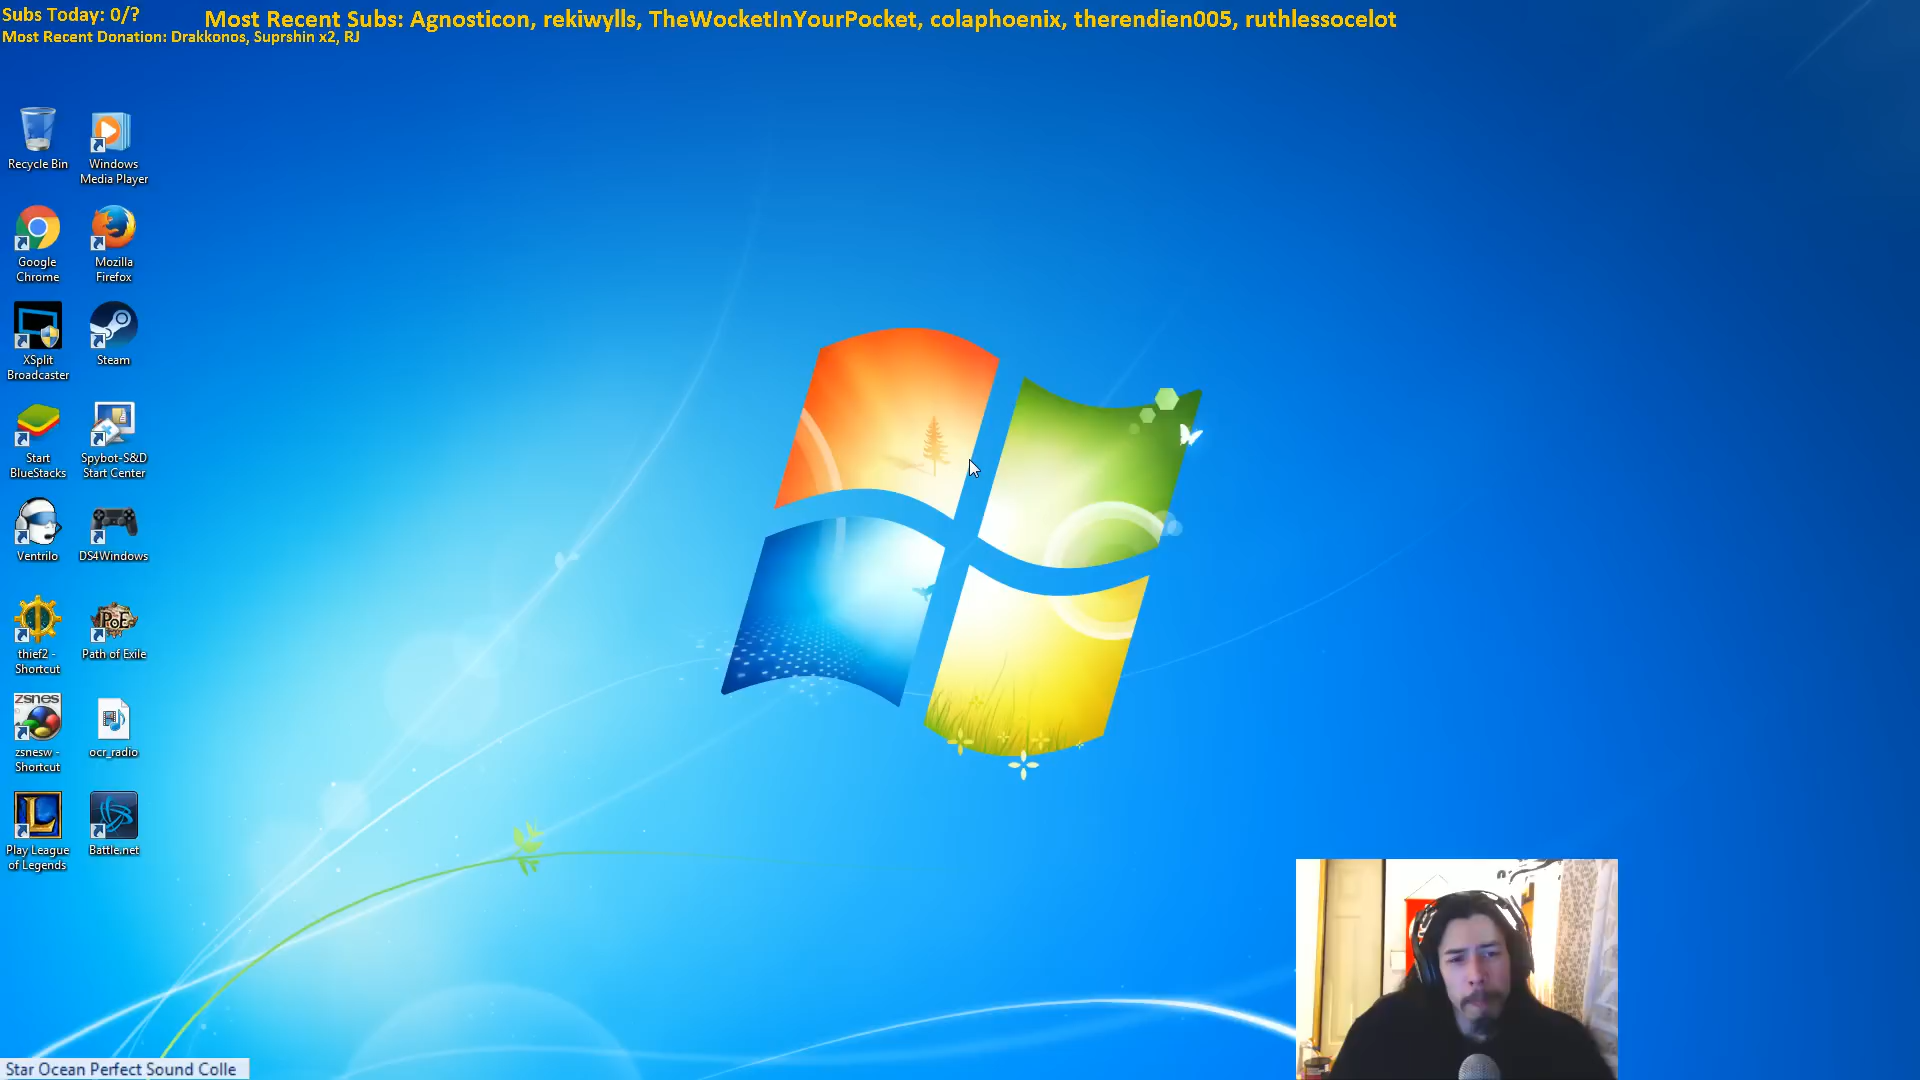 Subs Today: 0/?
Most Recent Subs: Agnosticon, rekiwylls, TheWocketInYourPocket, colaphoenix, therendien005, ruthlessocelot
Most Recent Donation: Drakkonos, Suprshin x2, RJ
Recycle Bin
Windows
Media Player
Google
Chrome
Mozilla
Firefox
XSplit
Broadcaster
Steam
Start
BlueStacks
Spybot-S&D
Start Center
Ventrilo
DS4Windows
thief2 -
Shortcut
PoE
Path of Exile
zsnes
zsnesw -
Shortcut
ocr_radio
L
Play League
of Legends
Battle.net
Star Ocean Perfect Sound Colle